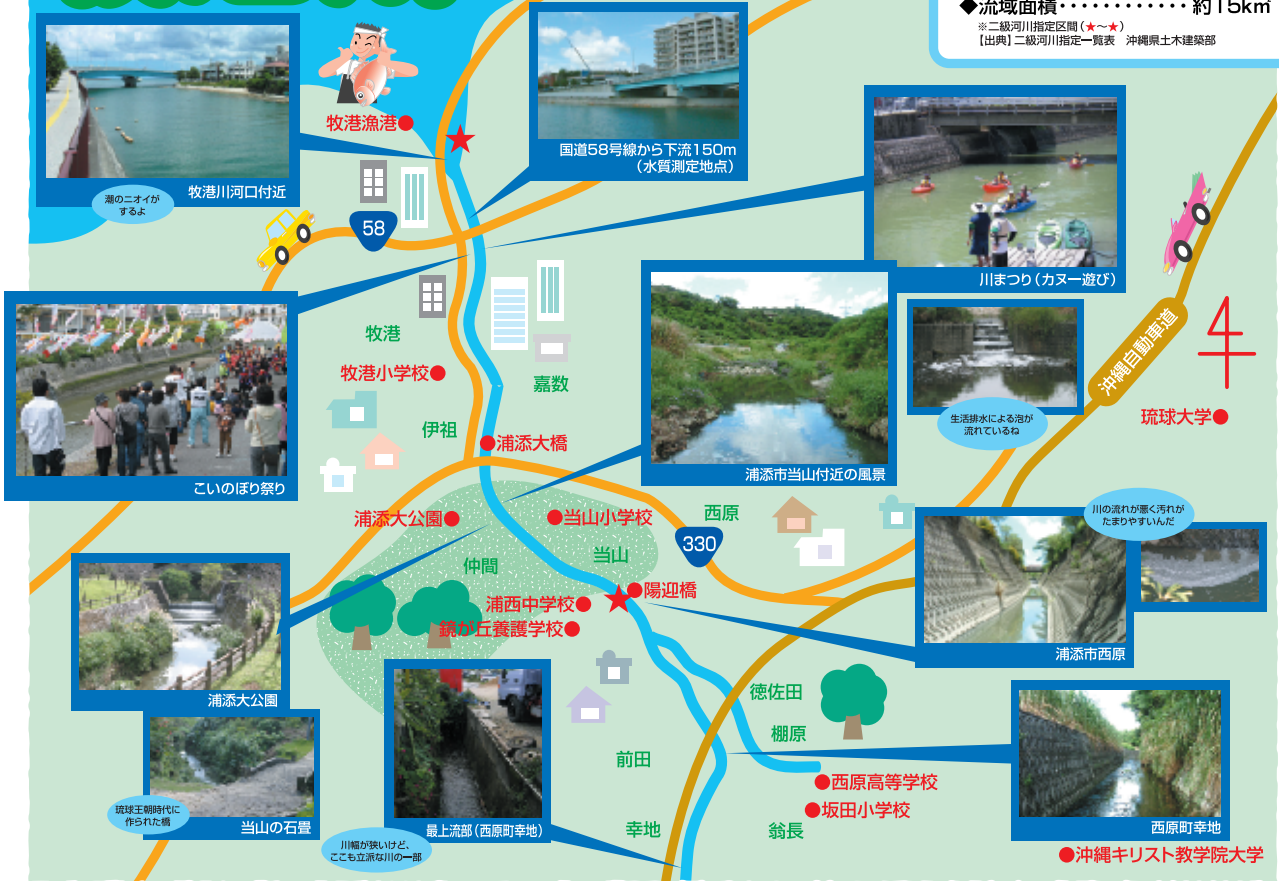 ◆流域面積・・・・・・・・・・・・約15km²
※二級河川指定区間（★～★）
【出典】二級河川指定一覧表　沖縄県土木建築部
牧港漁港
牧港川河口付近
潮のニオイが
するよ
国道58号線から下流150m
（水質測定地点）
川まつり（カヌー遊び）
58
こいのぼり祭り
牧港
牧港小学校
嘉数
伊祖
浦添大橋
浦添市当山付近の風景
生活排水による泡が
流れているね
沖縄自動車道
琉球大学
浦添大公園
当山小学校
西原
330
当山
仲間
陽迎橋
浦西中学校
鏡が丘養護学校
川の流れが悪く汚れが
たまりやすいんだ
浦添市西原
浦添大公園
琉球王朝時代に
作られた橋
当山の石畳
最上流部（西原町幸地）
川幅が狭いけど、
ここも立派な川の一部
徳佐田
棚原
前田
西原高等学校
坂田小学校
幸地
翁長
西原町幸地
沖縄キリスト教学院大学